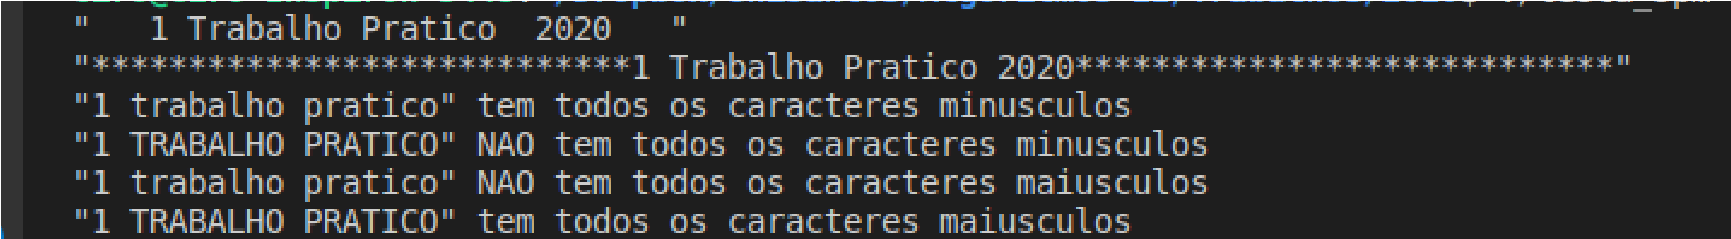 "   1 Trabalho Pratico  2020   "
"****************************1 Trabalho Pratico 2020****************************"
"1 trabalho pratico" tem todos os caracteres minusculos
"1 TRABALHO PRATICO" NAO tem todos os caracteres minusculos
"1 trabalho pratico" NAO tem todos os caracteres maiusculos
"1 TRABALHO PRATICO" tem todos os caracteres maiusculos